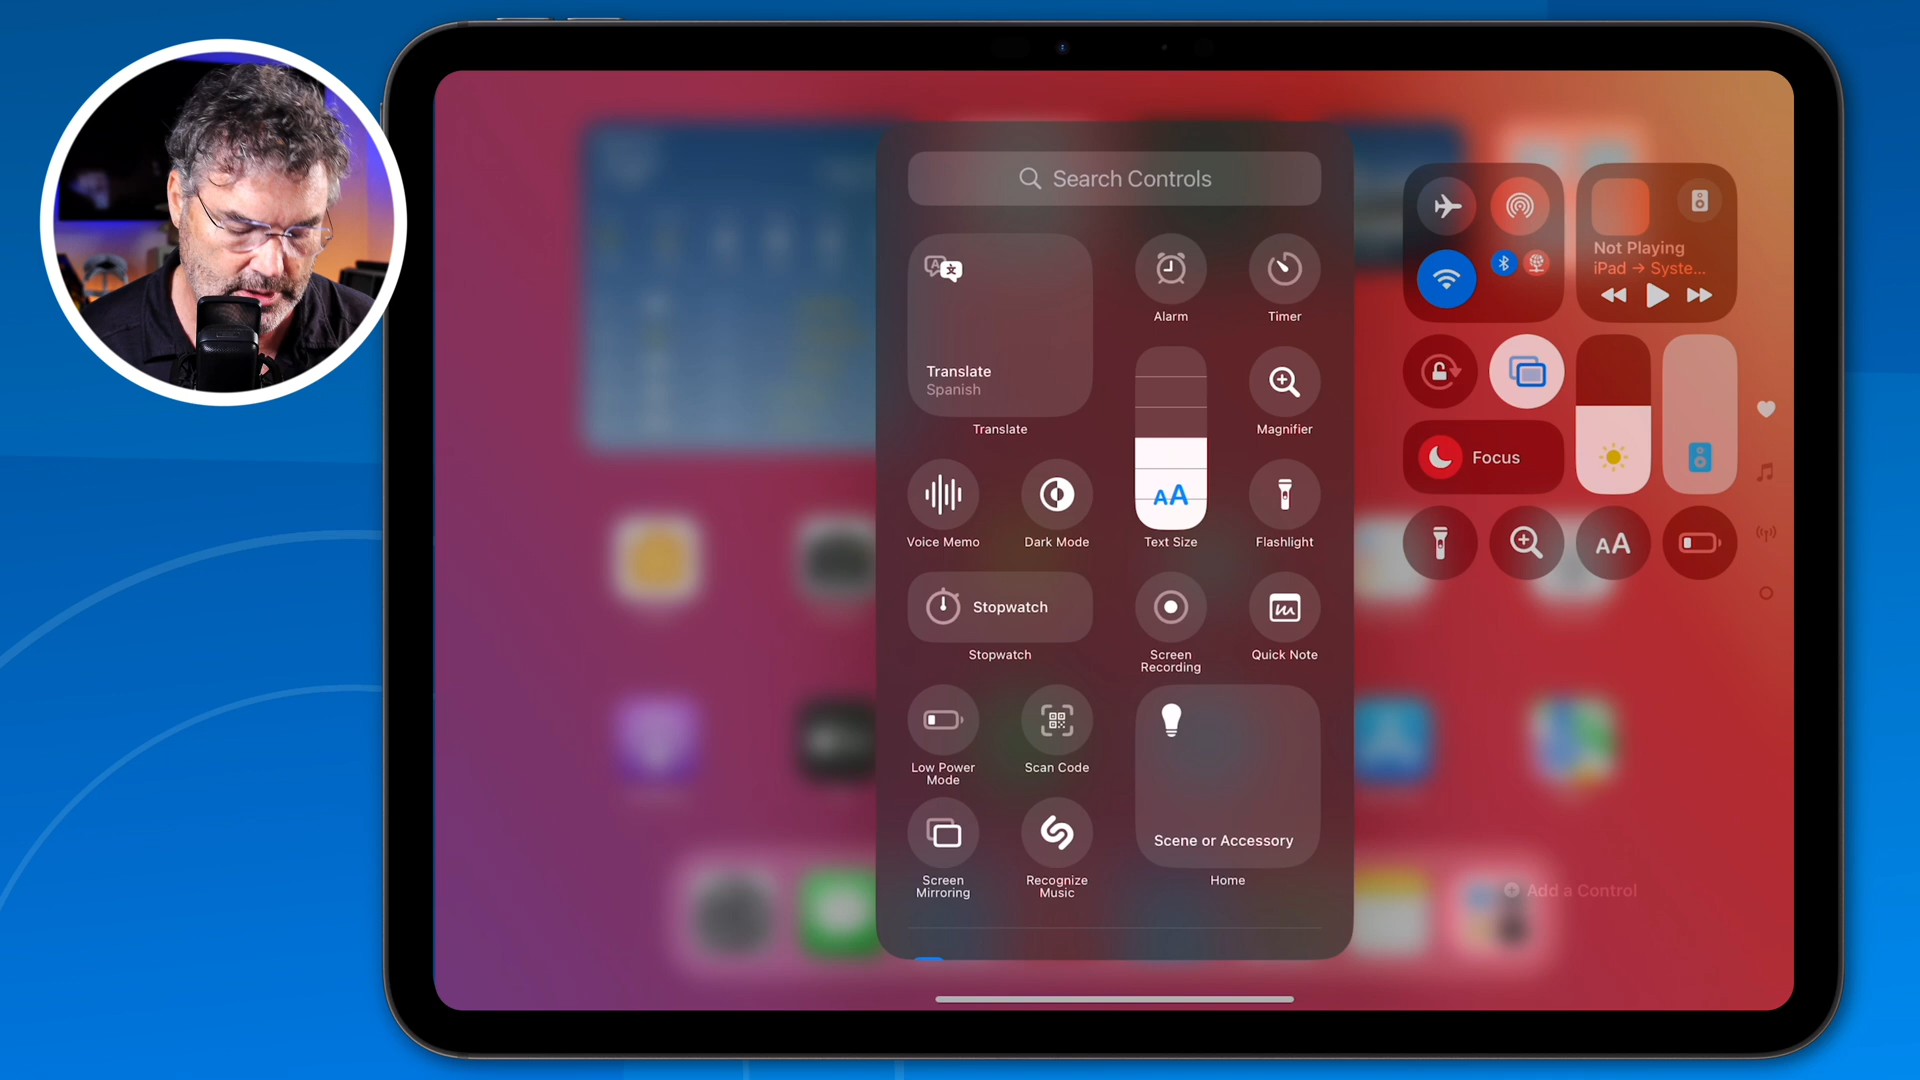 Search Controls
Translate
Spanish
Translate
Alarm
Timer
Magnifier
Voice Memo
Dark Mode
AA
Text Size
Flashlight
Stopwatch
Stopwatch
Screen
Recording
Quick Note
Low Power
Mode
Scan Code
Scene or Accessory
Home
Screen
Mirroring
Recognize
Music
Not Playing
iPad → Syste...
Focus
AA
Add a Control